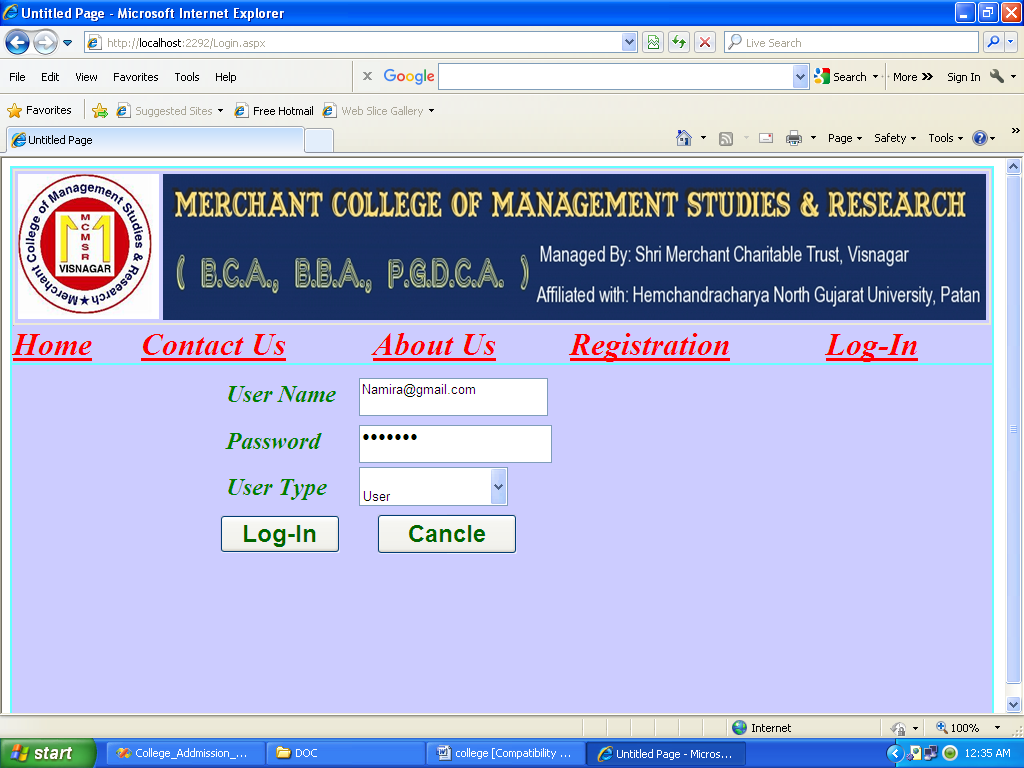 Untitled Page - Microsoft Internet Explorer
http://localhost:2292/Login.aspx
Live Search
File Edit View Favorites Tools Help
x Google Search More » Sign In
Favorites Suggested Sites Free Hotmail Web Slice Gallery
Untitled Page
Page Safety Tools »
Merchant College of Management Studies & Research
MCMSR
VISNAGAR
MERCHANT COLLEGE OF MANAGEMENT STUDIES & RESEARCH
( B.C.A., B.B.A., P.G.D.C.A. )
Managed By: Shri Merchant Charitable Trust, Visnagar
Affiliated with: Hemchandracharya North Gujarat University, Patan
Home Contact Us About Us Registration Log-In
User Name Namira@gmail.com
Password •••••••
User Type User
Log-In Cancle
Internet 100%
start College_Addmission_... DOC college [Compatibility ... Untitled Page - Micros... 12:35 AM